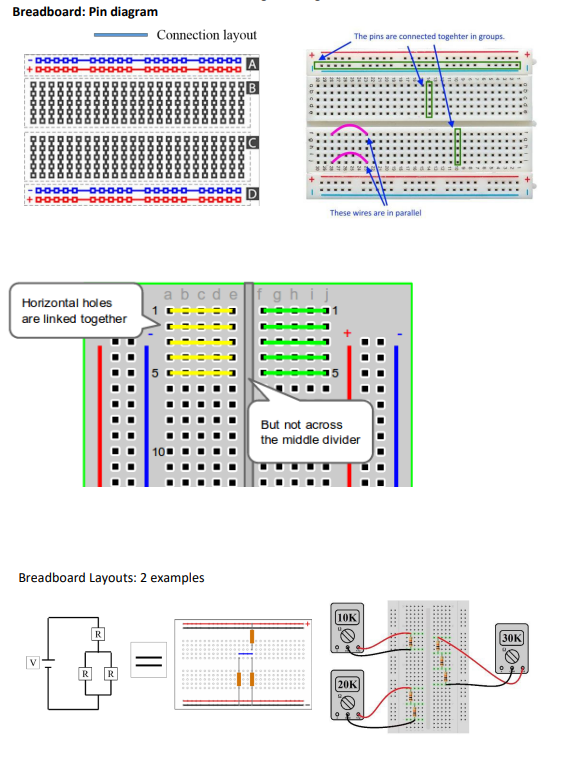 Breadboard: Pin diagram
Connection layout
The pins are connected togehter in groups.
-
+
A
B
C
-
+
D
+
+
+
+
These wires are in parallel
a b c d e f g h i j
Horizontal holes
are linked together
1
1
-
+
-
5
5
But not across
the middle divider
10
Breadboard Layouts: 2 examples
R
V
R
R
+
-
10K
20K
30K